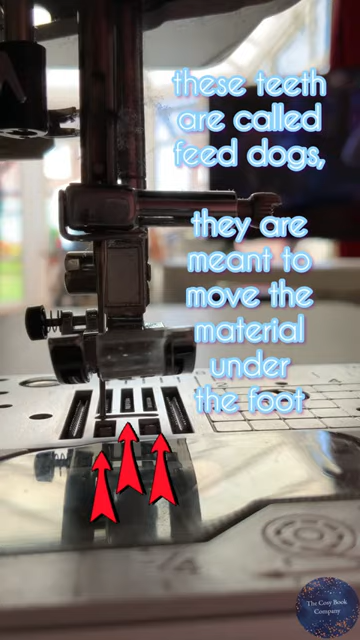 these teeth
are called
feed dogs,
they are
meant to
move the
material
under
the foot
The Cosy Book
Company